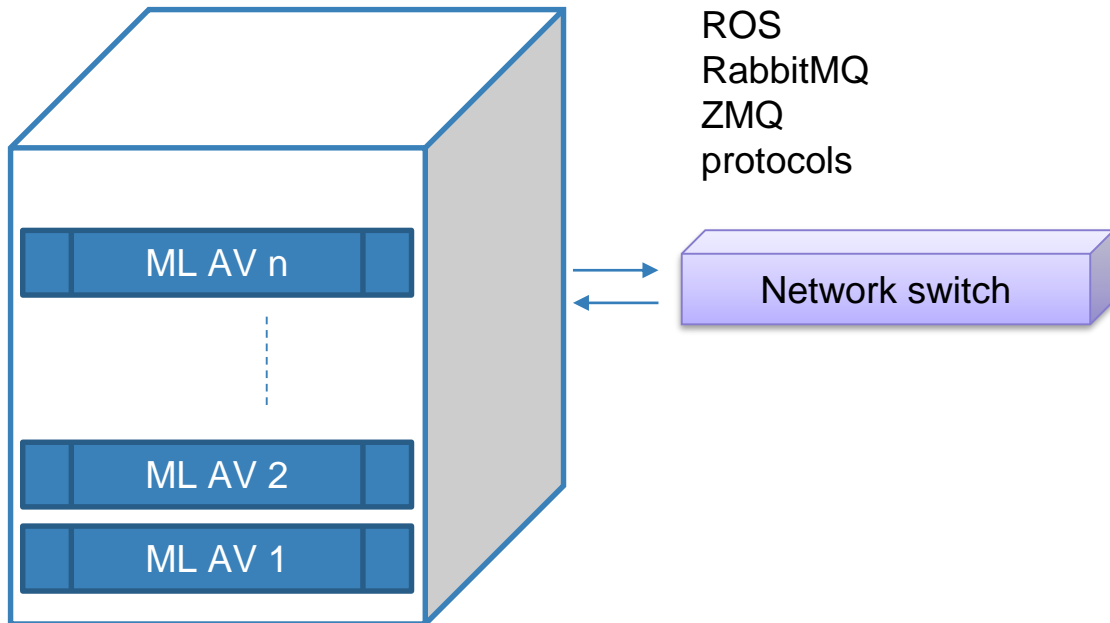 ROS
RabbitMQ
ZMQ
protocols
ML AV n
Network switch
ML AV 2
ML AV 1